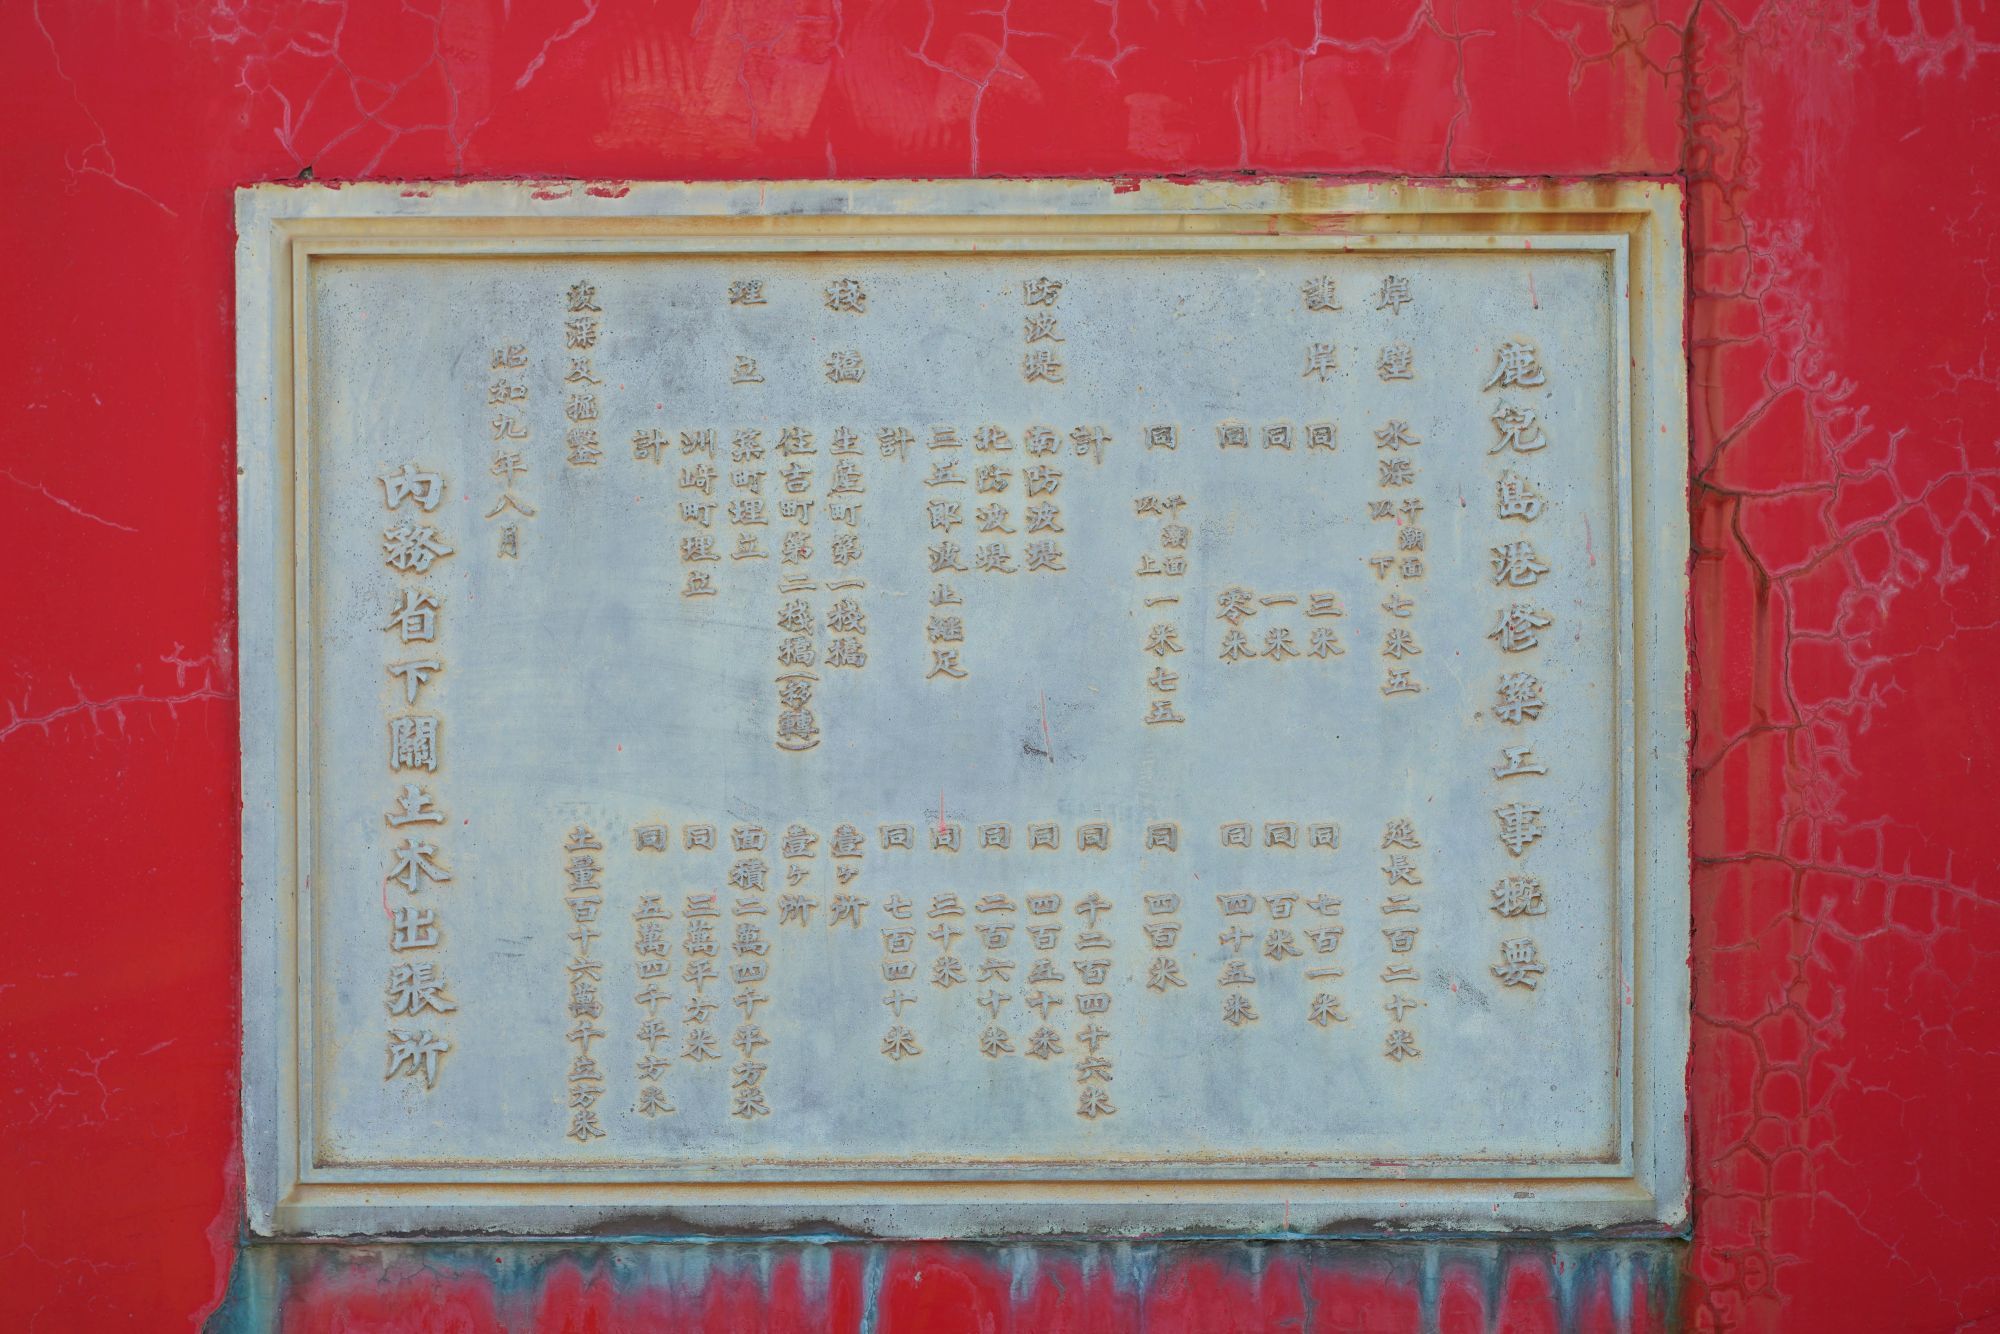 鹿兒島港修築工事概要
岸壁 水深干潮面以下七米五 延長二百二十米
護岸 同 三米 同 七百一米
同 一米 同 百米
同 零米 同 四十五米
同 干潮面以上一米七五 同 四百米
計 同 千二百四十六米
防波堤 南防波堤 同 四百五十米
北防波堤 同 二百六十米
三五郎波止継足 同 三十米
計 同 七百四十米
棧橋 生産町第一棧橋 壹ヶ所
住吉町第二棧橋(移轉) 壹ヶ所
埋立 築町埋立 面積二萬四千平方米
洲崎町埋立 同 三萬平方米
計 同 五萬四千平方米
浚渫及掘鑿 土量百十六萬千立方米
昭和九年八月
内務省下關土木出張所